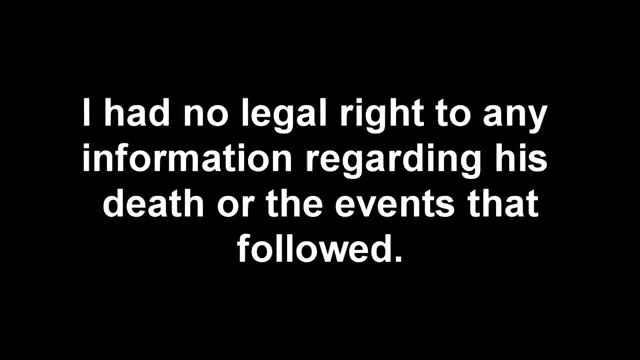 I had no legal right to any
information regarding his
death or the events that
followed.